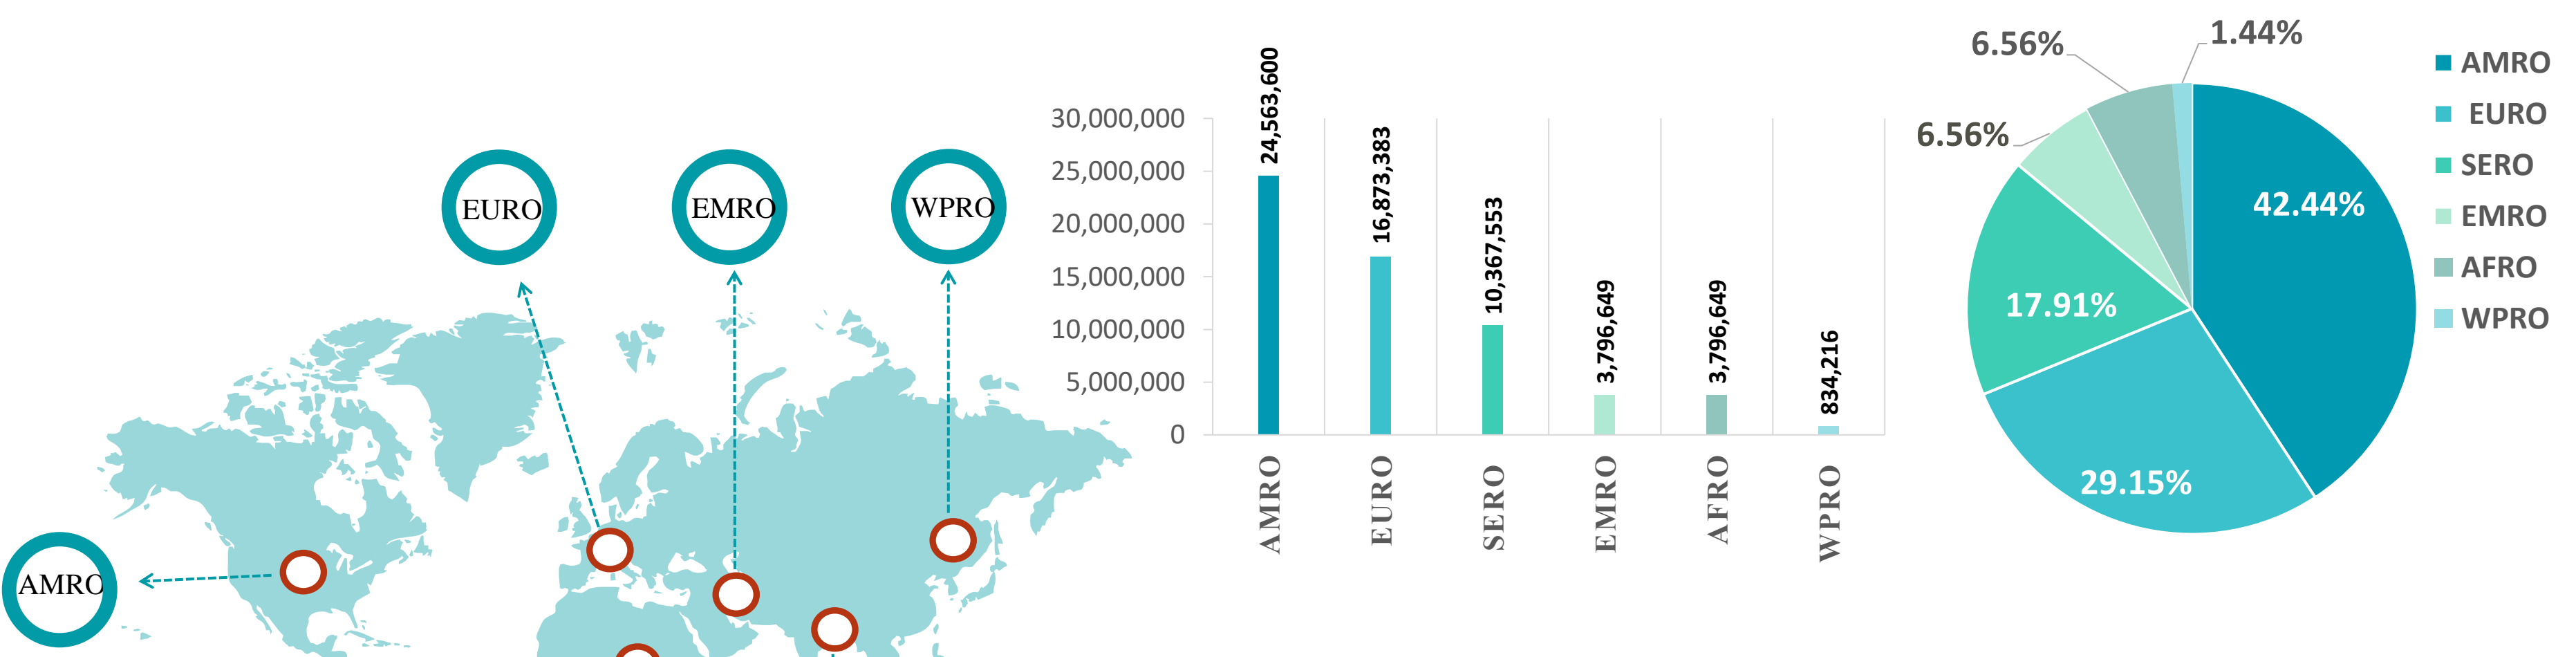 EURO
EMRO
WPRO
AMRO
30,000,000
25,000,000
20,000,000
15,000,000
10,000,000
5,000,000
0
24,563,600
16,873,383
10,367,553
3,796,649
3,796,649
834,216
AMRO
EURO
SERO
EMRO
AFRO
WPRO
6.56%
1.44%
6.56%
42.44%
17.91%
29.15%
AMRO
EURO
SERO
EMRO
AFRO
WPRO